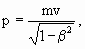 p = mv / √(1 − β²) ,